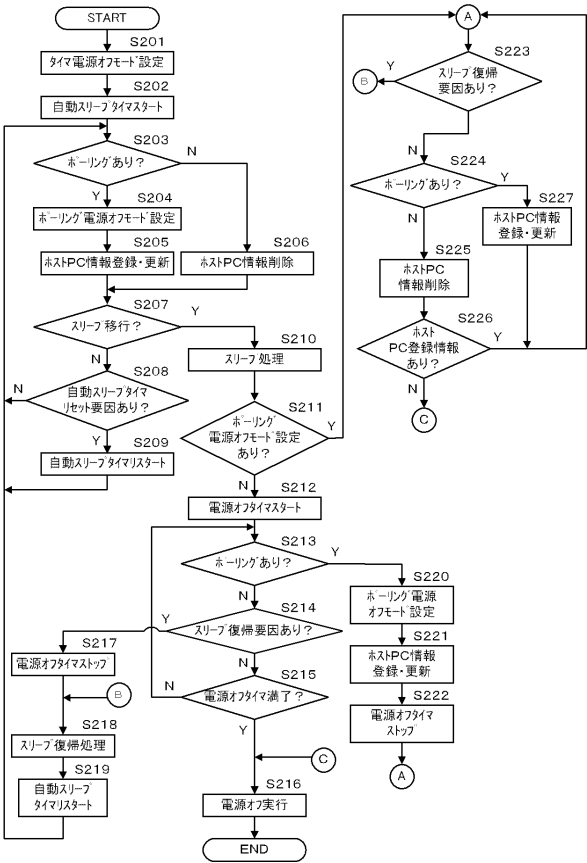 START
S201
タイマ電源オフモード設定
S202
自動スリープタイマスタート
S203
ポーリングあり？
N
Y
S204
ポーリング電源オフモード設定
S205
ホストPC情報登録・更新
S206
ホストPC情報削除
S207
スリープ移行？
Y
N
S208
自動スリープタイマ
リセット要因あり？
N
Y
S209
自動スリープタイマリスタート
S210
スリープ処理
S211
ポーリング
電源オフモード設定
あり？
Y
N
S212
電源オフタイマスタート
S213
ポーリングあり？
Y
N
S214
スリープ復帰要因あり？
Y
N
S215
電源オフタイマ満了？
N
Y
C
S216
電源オフ実行
END
S217
電源オフタイマストップ
B
S218
スリープ復帰処理
S219
自動スリープ
タイマリスタート
S220
ポーリング電源
オフモード設定
S221
ホストPC情報
登録・更新
S222
電源オフタイマ
ストップ
A
A
S223
スリープ復帰
要因あり？
Y
B
N
S224
ポーリングあり？
Y
N
S227
ホストPC情報
登録・更新
S225
ホストPC
情報削除
S226
ホスト
PC登録情報
あり？
Y
N
C